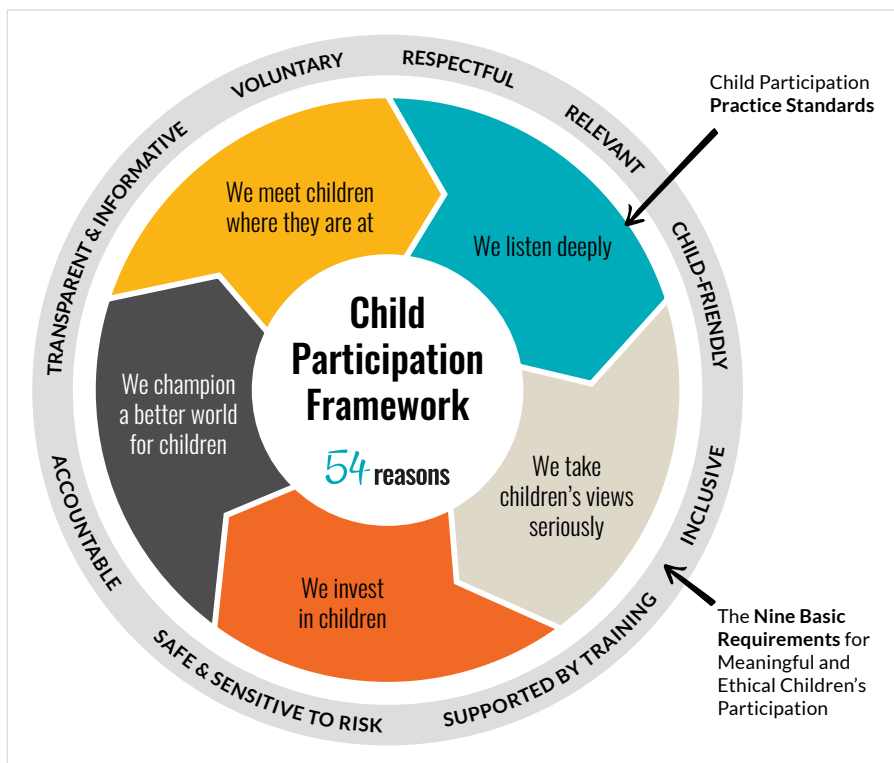 VOLUNTARY
RESPECTFUL
RELEVANT
CHILD-FRIENDLY
INCLUSIVE
SUPPORTED BY TRAINING
SAFE & SENSITIVE TO RISK
ACCOUNTABLE
TRANSPARENT & INFORMATIVE
Child Participation
Practice Standards
We meet children
where they are at
We listen deeply
We take
children’s views
seriously
We invest
in children
We champion
a better world
for children
Child
Participation
Framework
54 reasons
The Nine Basic
Requirements for
Meaningful and
Ethical Children’s
Participation